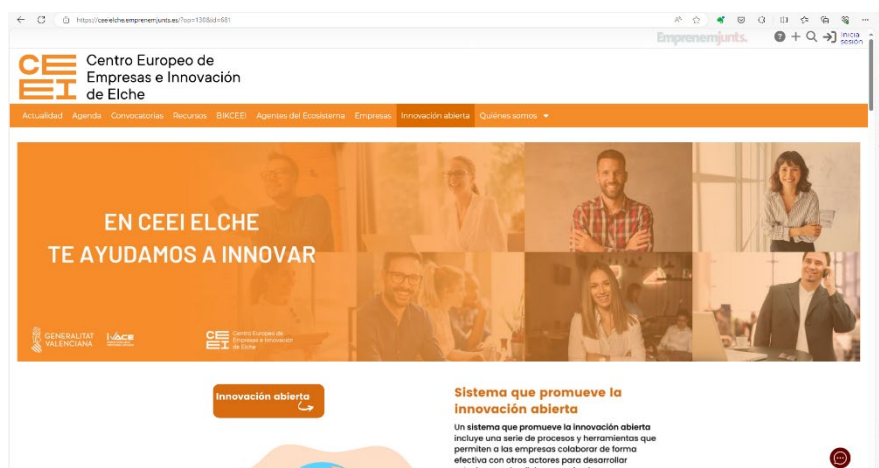 https://ceeielche.emprenemjunts.es/?op=130&id=681
Emprenemjunts.
Inicia sesión
CEEI
Centro Europeo de
Empresas e Innovación
de Elche
Actualidad Agenda Convocatorias Recursos BIKCEEI Agentes del Ecosistema Empresas Innovación abierta Quiénes somos
EN CEEI ELCHE
TE AYUDAMOS A INNOVAR
GENERALITAT
VALENCIANA
IVACE
CEEI
Centro Europeo de
Empresas e Innovación
de Elche
Innovación abierta
Sistema que promueve la
innovación abierta
Un sistema que promueve la innovación abierta
incluye una serie de procesos y herramientas que
permiten a las empresas colaborar de forma
efectiva con otros actores para desarrollar